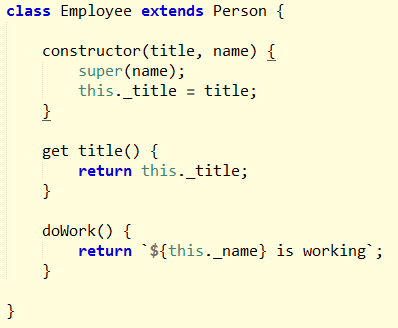 class Employee extends Person {
constructor(title, name) {
super(name);
this._title = title;
}
get title() {
return this._title;
}
doWork() {
return `${this._name} is working`;
}
}